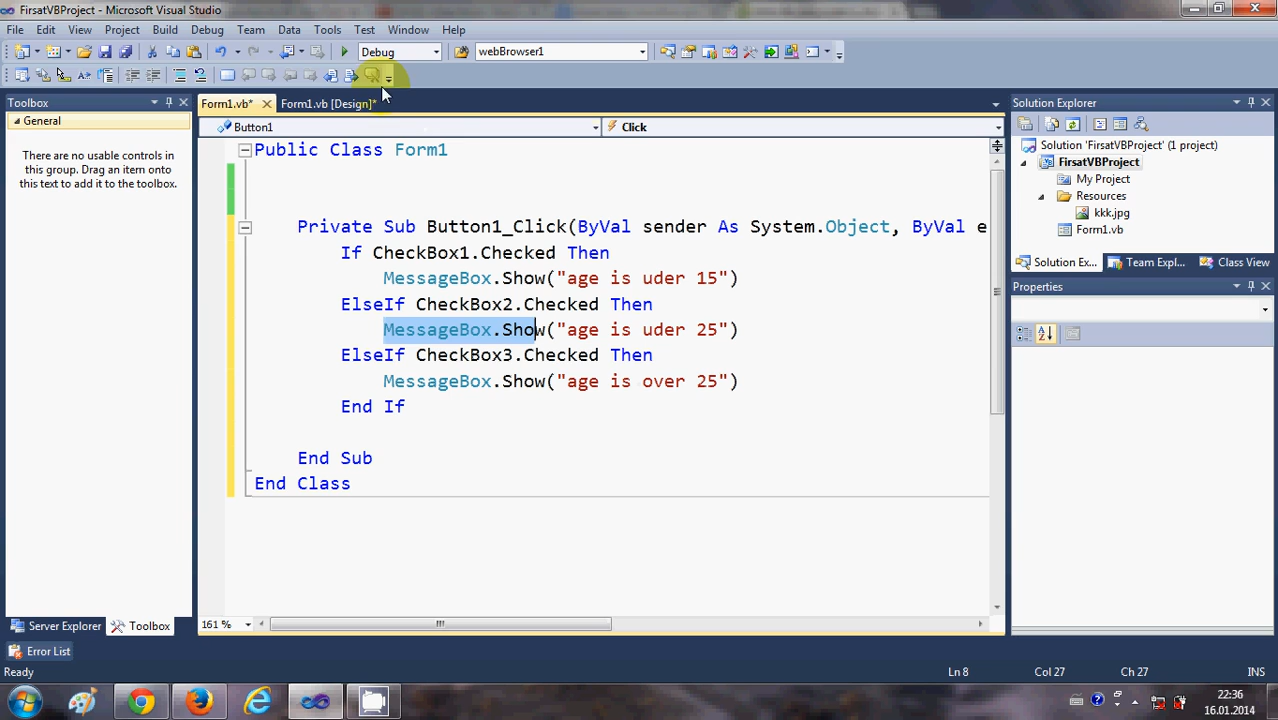 FirsatVBProject - Microsoft Visual Studio
File Edit View Project Build Debug Team Data Tools Test Window Help
Debug webBrowser1
Toolbox
General
There are no usable controls in
this group. Drag an item onto
this text to add it to the toolbox.
Server Explorer Toolbox
Form1.vb* Form1.vb [Design]*
Button1 Click
Public Class Form1
Private Sub Button1_Click(ByVal sender As System.Object, ByVal e
If CheckBox1.Checked Then
MessageBox.Show("age is uder 15")
ElseIf CheckBox2.Checked Then
MessageBox.Show("age is uder 25")
ElseIf CheckBox3.Checked Then
MessageBox.Show("age is over 25")
End If
End Sub
End Class
161 %
Solution Explorer
Solution 'FirsatVBProject' (1 project)
FirsatVBProject
My Project
Resources
kkk.jpg
Form1.vb
Solution Ex... Team Expl... Class View
Properties
Error List
Ready Ln 8 Col 27 Ch 27 INS
22:36
16.01.2014